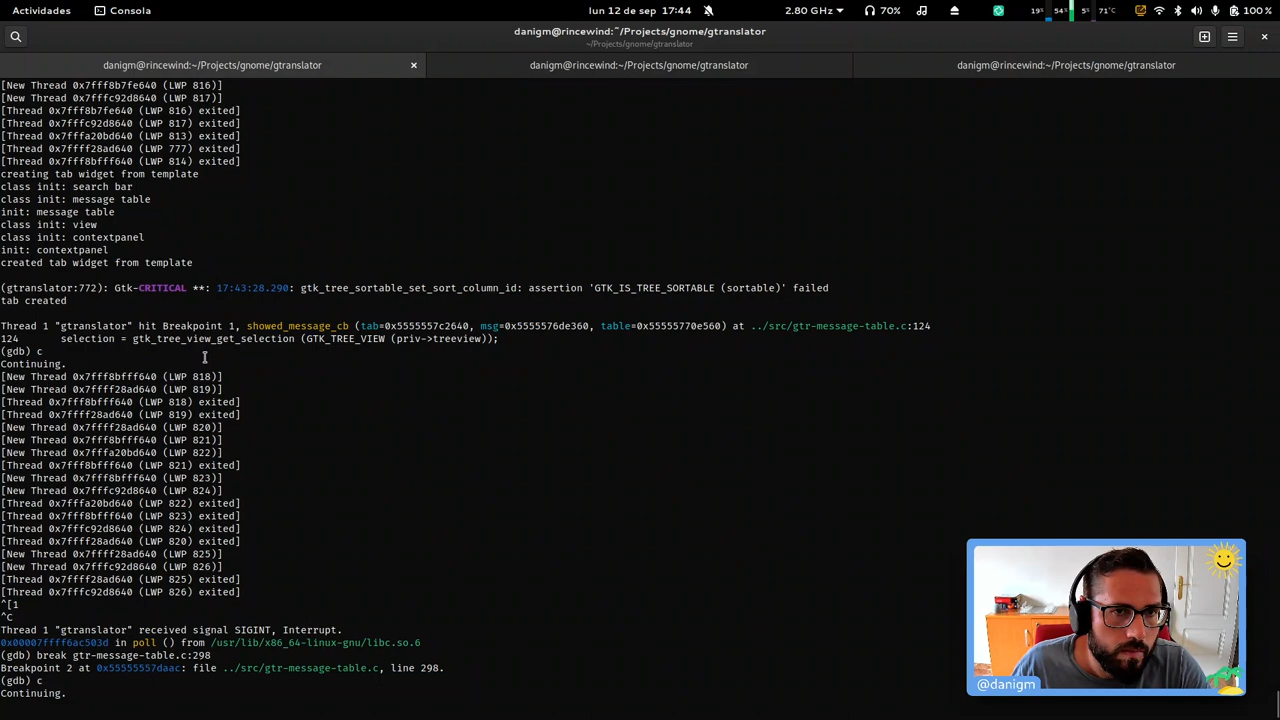 Actividades
Consola
lun 12 de sep 17:44
2.80 GHz
70%
19%
54%
5%
71°C
100 %
danigm@rincewind:~/Projects/gnome/gtranslator
~/Projects/gnome/gtranslator
danigm@rincewind:~/Projects/gnome/gtranslator
danigm@rincewind:~/Projects/gnome/gtranslator
danigm@rincewind:~/Projects/gnome/gtranslator
[New Thread 0x7fff8b7fe640 (LWP 816)]
[New Thread 0x7fffc92d8640 (LWP 817)]
[Thread 0x7fff8b7fe640 (LWP 816) exited]
[Thread 0x7fffc92d8640 (LWP 817) exited]
[Thread 0x7fffa20bd640 (LWP 813) exited]
[Thread 0x7ffff28ad640 (LWP 777) exited]
[Thread 0x7fff8bfff640 (LWP 814) exited]
creating tab widget from template
class init: search bar
class init: message table
init: message table
class init: view
class init: contextpanel
init: contextpanel
created tab widget from template
(gtranslator:772): Gtk-CRITICAL **: 17:43:28.290: gtk_tree_sortable_set_sort_column_id: assertion 'GTK_IS_TREE_SORTABLE (sortable)' failed
tab created
Thread 1 "gtranslator" hit Breakpoint 1, showed_message_cb (tab=0x5555557c2640, msg=0x5555576de360, table=0x55555770e560) at ../src/gtr-message-table.c:124
124 selection = gtk_tree_view_get_selection (GTK_TREE_VIEW (priv->treeview));
(gdb) c
Continuing.
[New Thread 0x7fff8bfff640 (LWP 818)]
[New Thread 0x7ffff28ad640 (LWP 819)]
[Thread 0x7fff8bfff640 (LWP 818) exited]
[Thread 0x7ffff28ad640 (LWP 819) exited]
[New Thread 0x7ffff28ad640 (LWP 820)]
[New Thread 0x7fff8bfff640 (LWP 821)]
[New Thread 0x7fffa20bd640 (LWP 822)]
[Thread 0x7fff8bfff640 (LWP 821) exited]
[New Thread 0x7fff8bfff640 (LWP 823)]
[New Thread 0x7fffc92d8640 (LWP 824)]
[Thread 0x7fffa20bd640 (LWP 822) exited]
[Thread 0x7fff8bfff640 (LWP 823) exited]
[Thread 0x7fffc92d8640 (LWP 824) exited]
[Thread 0x7ffff28ad640 (LWP 820) exited]
[New Thread 0x7ffff28ad640 (LWP 825)]
[New Thread 0x7fffc92d8640 (LWP 826)]
[Thread 0x7ffff28ad640 (LWP 825) exited]
[Thread 0x7fffc92d8640 (LWP 826) exited]
^[1
^C
Thread 1 "gtranslator" received signal SIGINT, Interrupt.
0x00007ffff6ac503d in poll () from /usr/lib/x86_64-linux-gnu/libc.so.6
(gdb) break gtr-message-table.c:298
Breakpoint 2 at 0x55555557daac: file ../src/gtr-message-table.c, line 298.
(gdb) c
Continuing.
@danigm